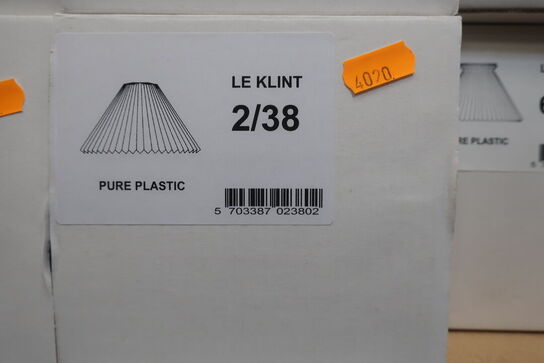 LE KLINT
2/38
PURE PLASTIC
5 703387 023802
4020.
PURE PLASTIC